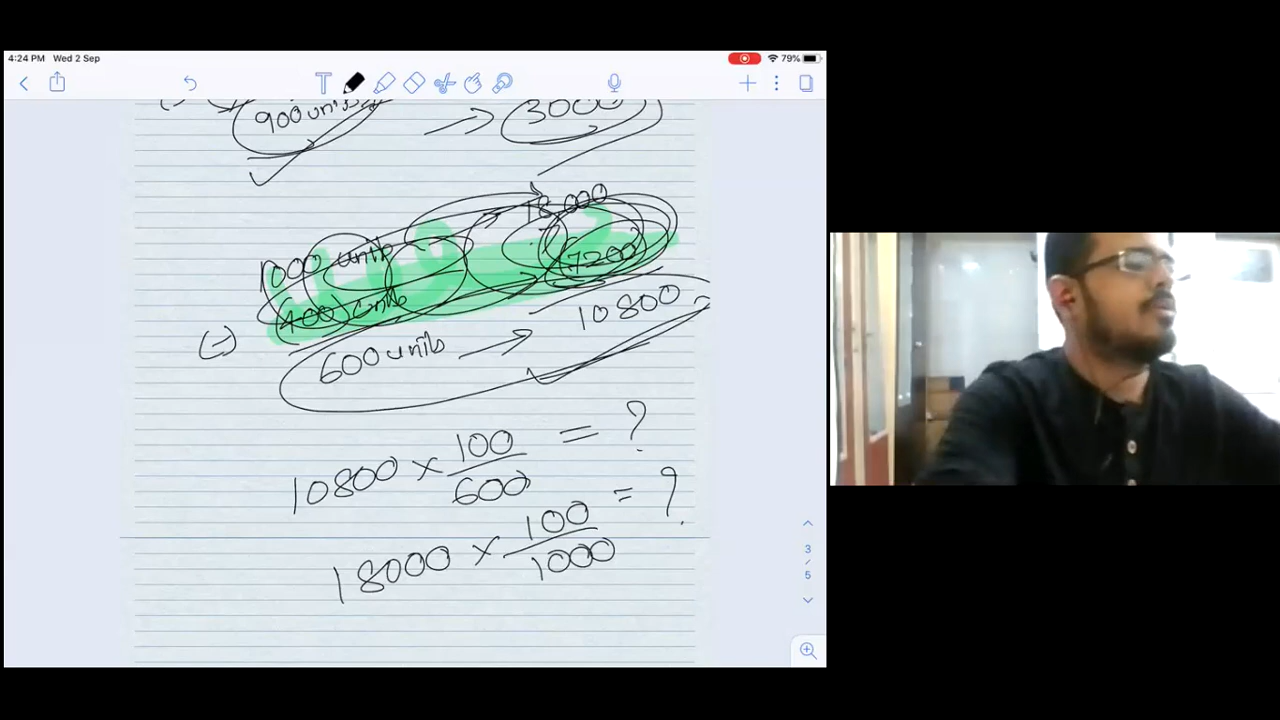 4:24 PM Wed 2 Sep
79%
T
900 units → 3000
1000 units → 18000
400 units 7200
(-)
600 units → 10800
10800 × 100/600 = ?
18000 × 100/1000 = ?
3
/
5